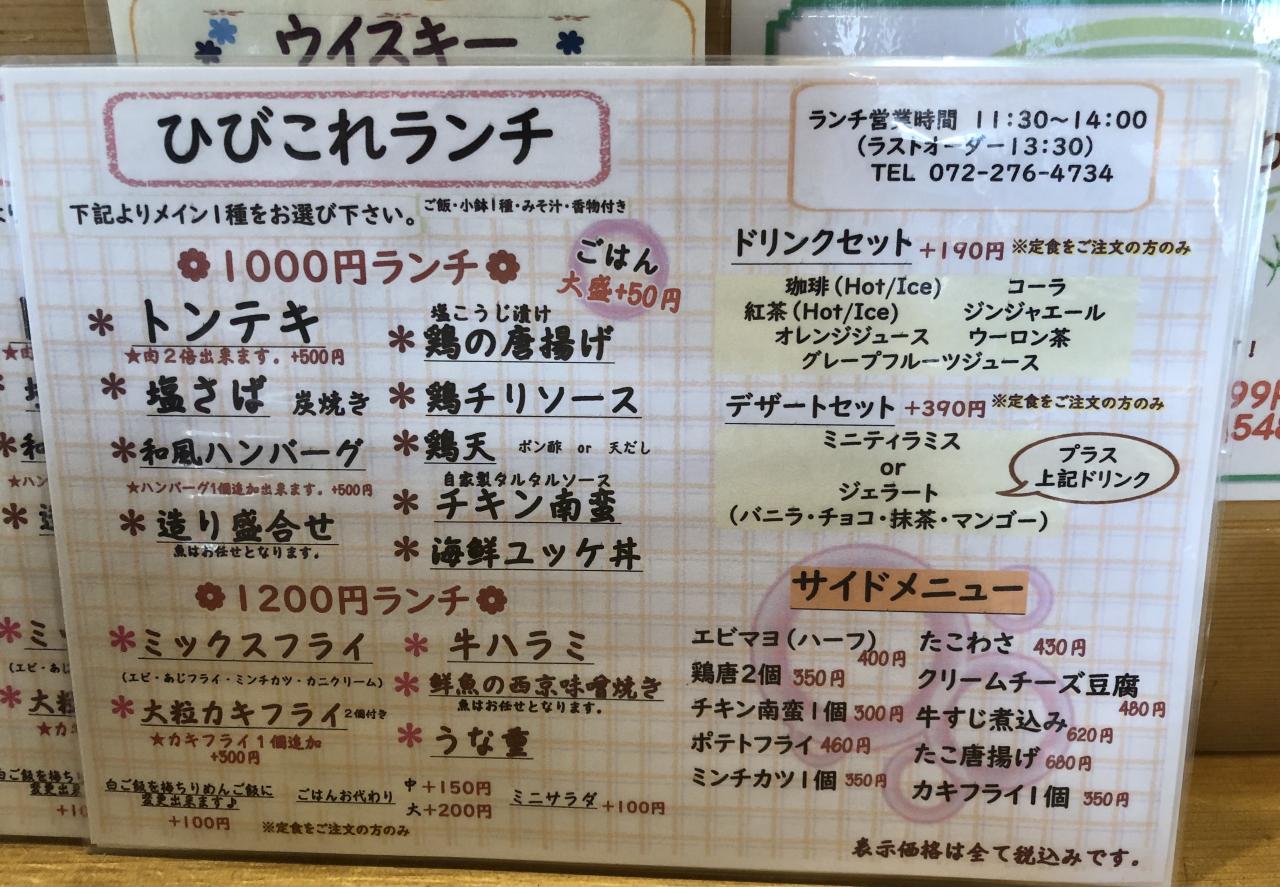 ウイスキー
ひびこれランチ
ランチ営業時間 11:30〜14:00
(ラストオーダー13:30)
TEL 072-276-4734
下記よりメイン1種をお選び下さい。
ご飯・小鉢1種・みそ汁・香物付き
1000円ランチ
ごはん
大盛+50円
*トンテキ
★肉2倍出来ます。+500円
*塩さば 炭焼き
*和風ハンバーグ
★ハンバーグ1個追加出来ます。+500円
*造り盛合せ
魚はお任せとなります。
塩こうじ漬け
*鶏の唐揚げ
*鶏チリソース
*鶏天 ポン酢 or 天だし
自家製タルタルソース
*チキン南蛮
*海鮮ユッケ丼
1200円ランチ
*ミックスフライ
(エビ・あじフライ・ミンチカツ・カニクリーム)
*大粒カキフライ2個付き
★カキフライ1個追加
+300円
*牛ハラミ
*鮮魚の西京味噌焼き
魚はお任せとなります。
*うな重
白ご飯を梅ちりめんご飯に
変更出来ます♪
+100円
ごはんお代わり
中+150円
大+200円
ミニサラダ +100円
※定食をご注文の方のみ
ドリンクセット +190円 ※定食をご注文の方のみ
珈琲(Hot/Ice) コーラ
紅茶(Hot/Ice) ジンジャエール
オレンジジュース ウーロン茶
グレープフルーツジュース
デザートセット +390円 ※定食をご注文の方のみ
ミニティラミス
or
ジェラート
(バニラ・チョコ・抹茶・マンゴー)
プラス
上記ドリンク
サイドメニュー
エビマヨ(ハーフ) 400円
鶏唐2個 350円
チキン南蛮1個 300円
ポテトフライ 460円
ミンチカツ1個 350円
たこわさ 430円
クリームチーズ豆腐 480円
牛すじ煮込み 620円
たこ唐揚げ 680円
カキフライ1個 350円
表示価格は全て税込みです。